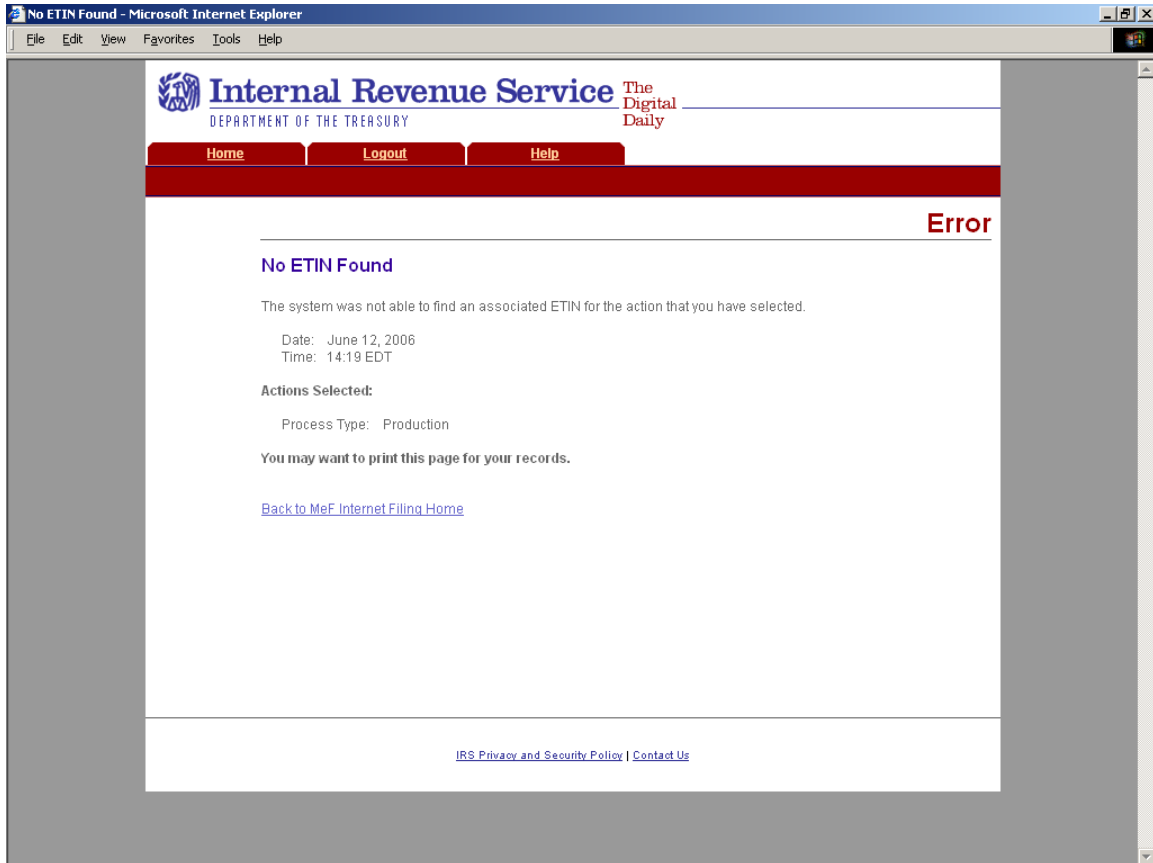 No ETIN Found - Microsoft Internet Explorer
File Edit View Favorites Tools Help
Internal Revenue Service
DEPARTMENT OF THE TREASURY
The
Digital
Daily
Home Logout Help
Error
No ETIN Found
The system was not able to find an associated ETIN for the action that you have selected.
Date: June 12, 2006
Time: 14:19 EDT
Actions Selected:
Process Type: Production
You may want to print this page for your records.
Back to MeF Internet Filing Home
IRS Privacy and Security Policy | Contact Us